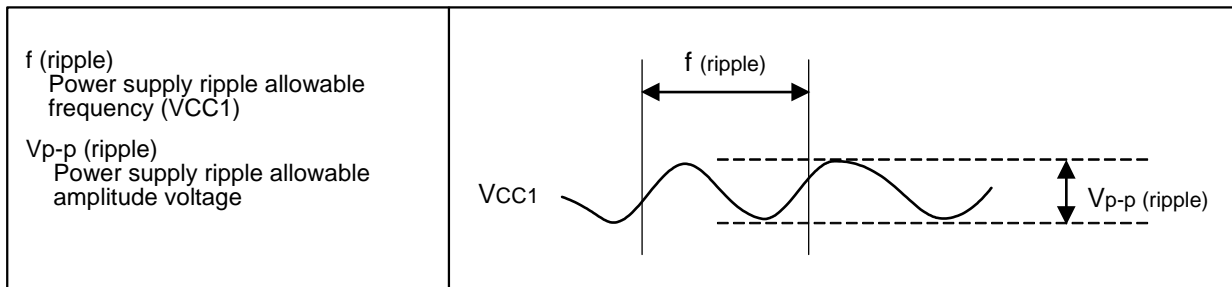 f (ripple)
Power supply ripple allowable
frequency (VCC1)
Vp-p (ripple)
Power supply ripple allowable
amplitude voltage
f (ripple)
VCC1
Vp-p (ripple)